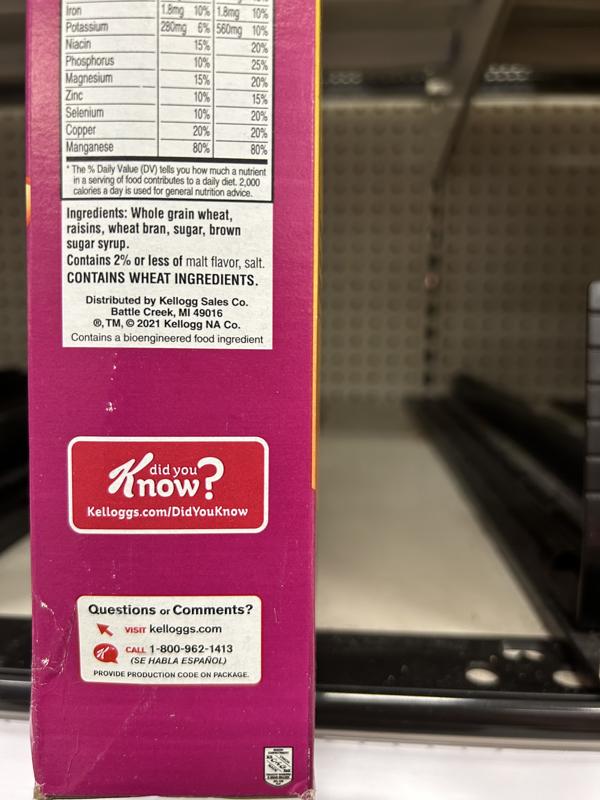 Iron 1.8mg 10% 1.8mg 10%
Potassium 280mg 6% 560mg 10%
Niacin 15% 20%
Phosphorus 10% 25%
Magnesium 15% 20%
Zinc 10% 15%
Selenium 10% 20%
Copper 20% 20%
Manganese 80% 80%
* The % Daily Value (DV) tells you how much a nutrient
in a serving of food contributes to a daily diet. 2,000
calories a day is used for general nutrition advice.
Ingredients: Whole grain wheat,
raisins, wheat bran, sugar, brown
sugar syrup.
Contains 2% or less of malt flavor, salt.
CONTAINS WHEAT INGREDIENTS.
Distributed by Kellogg Sales Co.
Battle Creek, MI 49016
®, TM, © 2021 Kellogg NA Co.
Contains a bioengineered food ingredient
did you
Know?
Kelloggs.com/DidYouKnow
Questions or Comments?
VISIT kelloggs.com
CALL 1-800-962-1413
(SE HABLA ESPAÑOL)
PROVIDE PRODUCTION CODE ON PACKAGE.